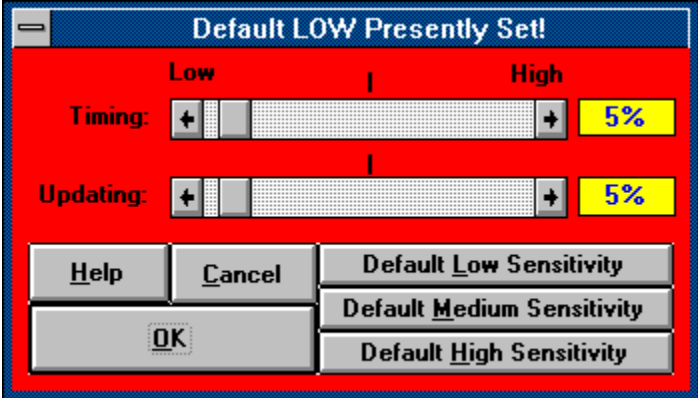 Default LOW Presently Set!
Low High
Timing: 5%
Updating: 5%
Help Cancel Default Low Sensitivity
Default Medium Sensitivity
OK
Default High Sensitivity